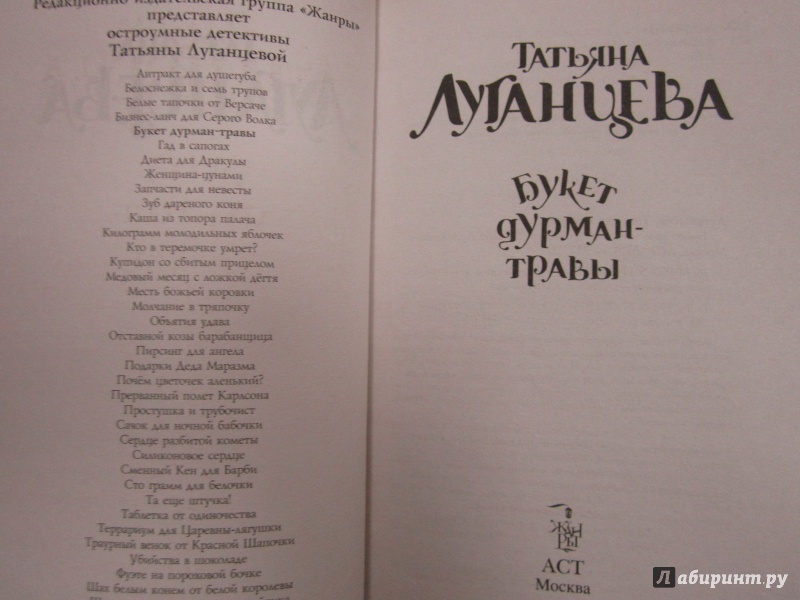 Редакционно издательская группа «Жанры»
представляет
остроумные детективы
Татьяны Луганцевой
Антракт для душегуба
Белоснежка и семь трупов
Белые тапочки от Версаче
Бизнес-ланч для Серого Волка
Букет дурман-травы
Гад в сапогах
Диета для Дракулы
Женщина-цунами
Запчасти для невесты
Зуб дареного коня
Каша из топора палача
Килограмм молодильных яблочек
Кто в теремочке умрет?
Купидон со сбитым прицелом
Медовый месяц с ложкой дёгтя
Месть божьей коровки
Молчание в тряпочку
Объятия удава
Отставной козы барабанщица
Пирсинг для ангела
Подарки Деда Маразма
Почём цветочек аленький?
Прерванный полет Карлсона
Простушка и трубочист
Сачок для ночной бабочки
Сердце разбитой кометы
Силиконовое сердце
Сменный Кен для Барби
Сто грамм для белочки
Та еще штучка!
Таблетка от одиночества
Террариум для Царевны-лягушки
Траурный венок от Красной Шапочки
Убийства в шоколаде
Фуэте на пороховой бочке
Шах белым конем от белой королевы
Татьяна
Луганцева
Букет
дурман-
травы
ЖАНРЫ
АСТ
Москва
Лабиринт.ру